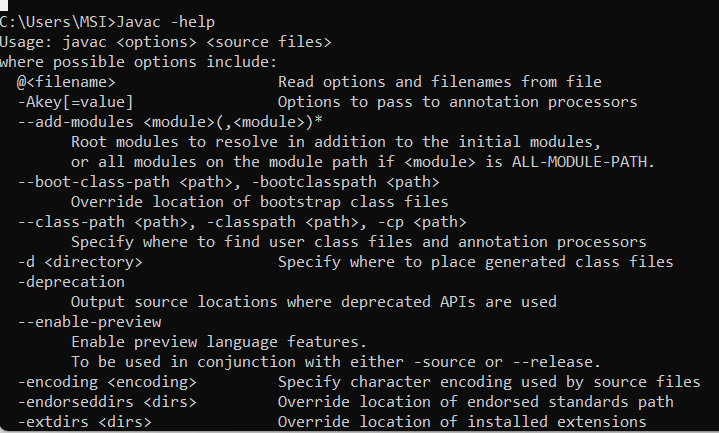 C:\Users\MSI>Javac -help
Usage: javac <options> <source files>
where possible options include:
  @<filename>                  Read options and filenames from file
  -Akey[=value]                Options to pass to annotation processors
  --add-modules <module>(,<module>)*
        Root modules to resolve in addition to the initial modules,
        or all modules on the module path if <module> is ALL-MODULE-PATH.
  --boot-class-path <path>, -bootclasspath <path>
        Override location of bootstrap class files
  --class-path <path>, -classpath <path>, -cp <path>
        Specify where to find user class files and annotation processors
  -d <directory>               Specify where to place generated class files
  -deprecation
        Output source locations where deprecated APIs are used
  --enable-preview
        Enable preview language features.
        To be used in conjunction with either -source or --release.
  -encoding <encoding>         Specify character encoding used by source files
  -endorseddirs <dirs>         Override location of endorsed standards path
  -extdirs <dirs>              Override location of installed extensions